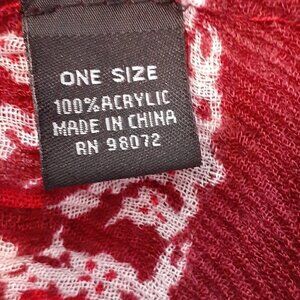 ONE SIZE
100% ACRYLIC
MADE IN CHINA
RN 98072